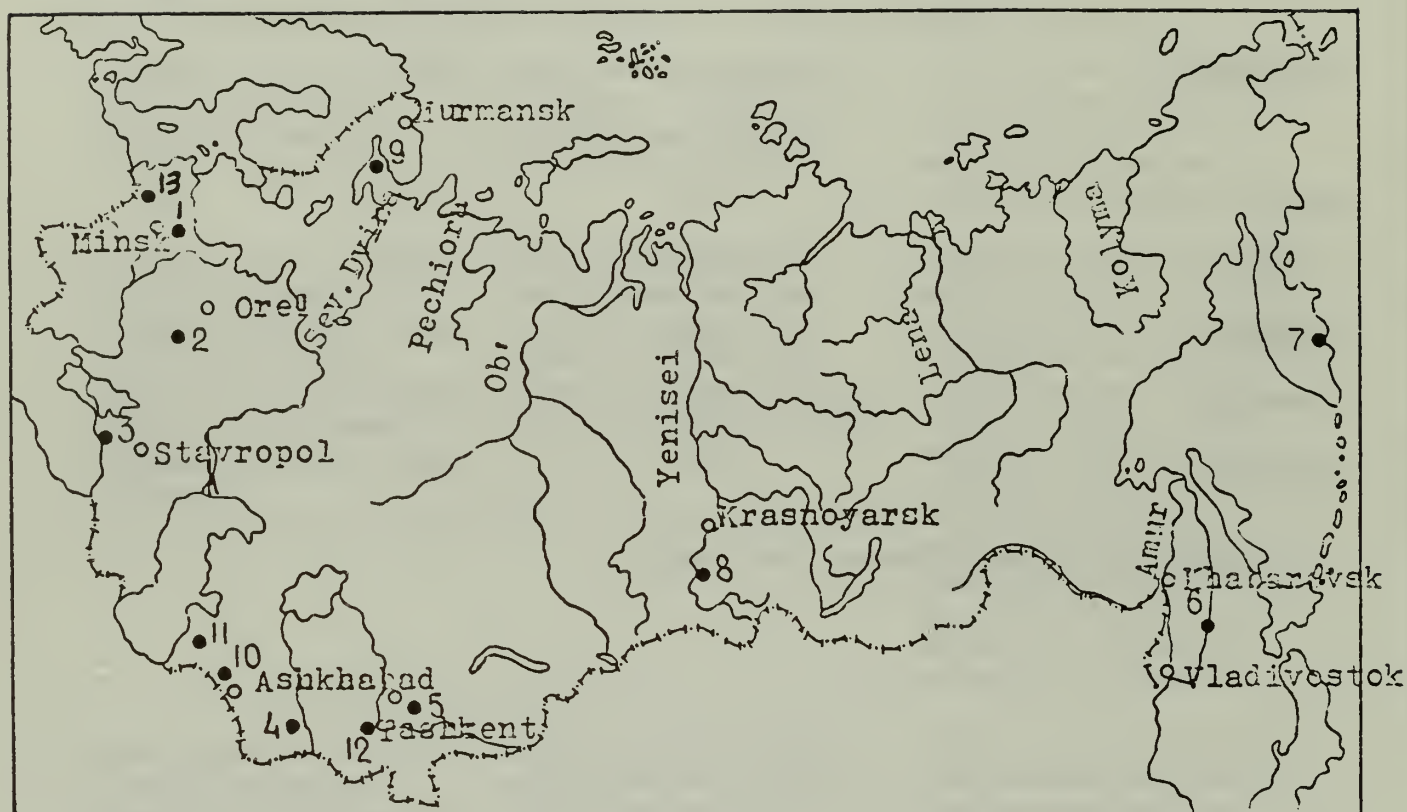 Murmansk
9
13
1
Minsk
Sev. Dvina
Pechiora
Kolyma
Orel
2
7
Ob'
Yenisei
Lena
3
Stavropol
Krasnoyarsk
8
Amur
Khabarovsk
6
11
10
Ashkhabad
Vladivostok
4
5
12
Tashkent